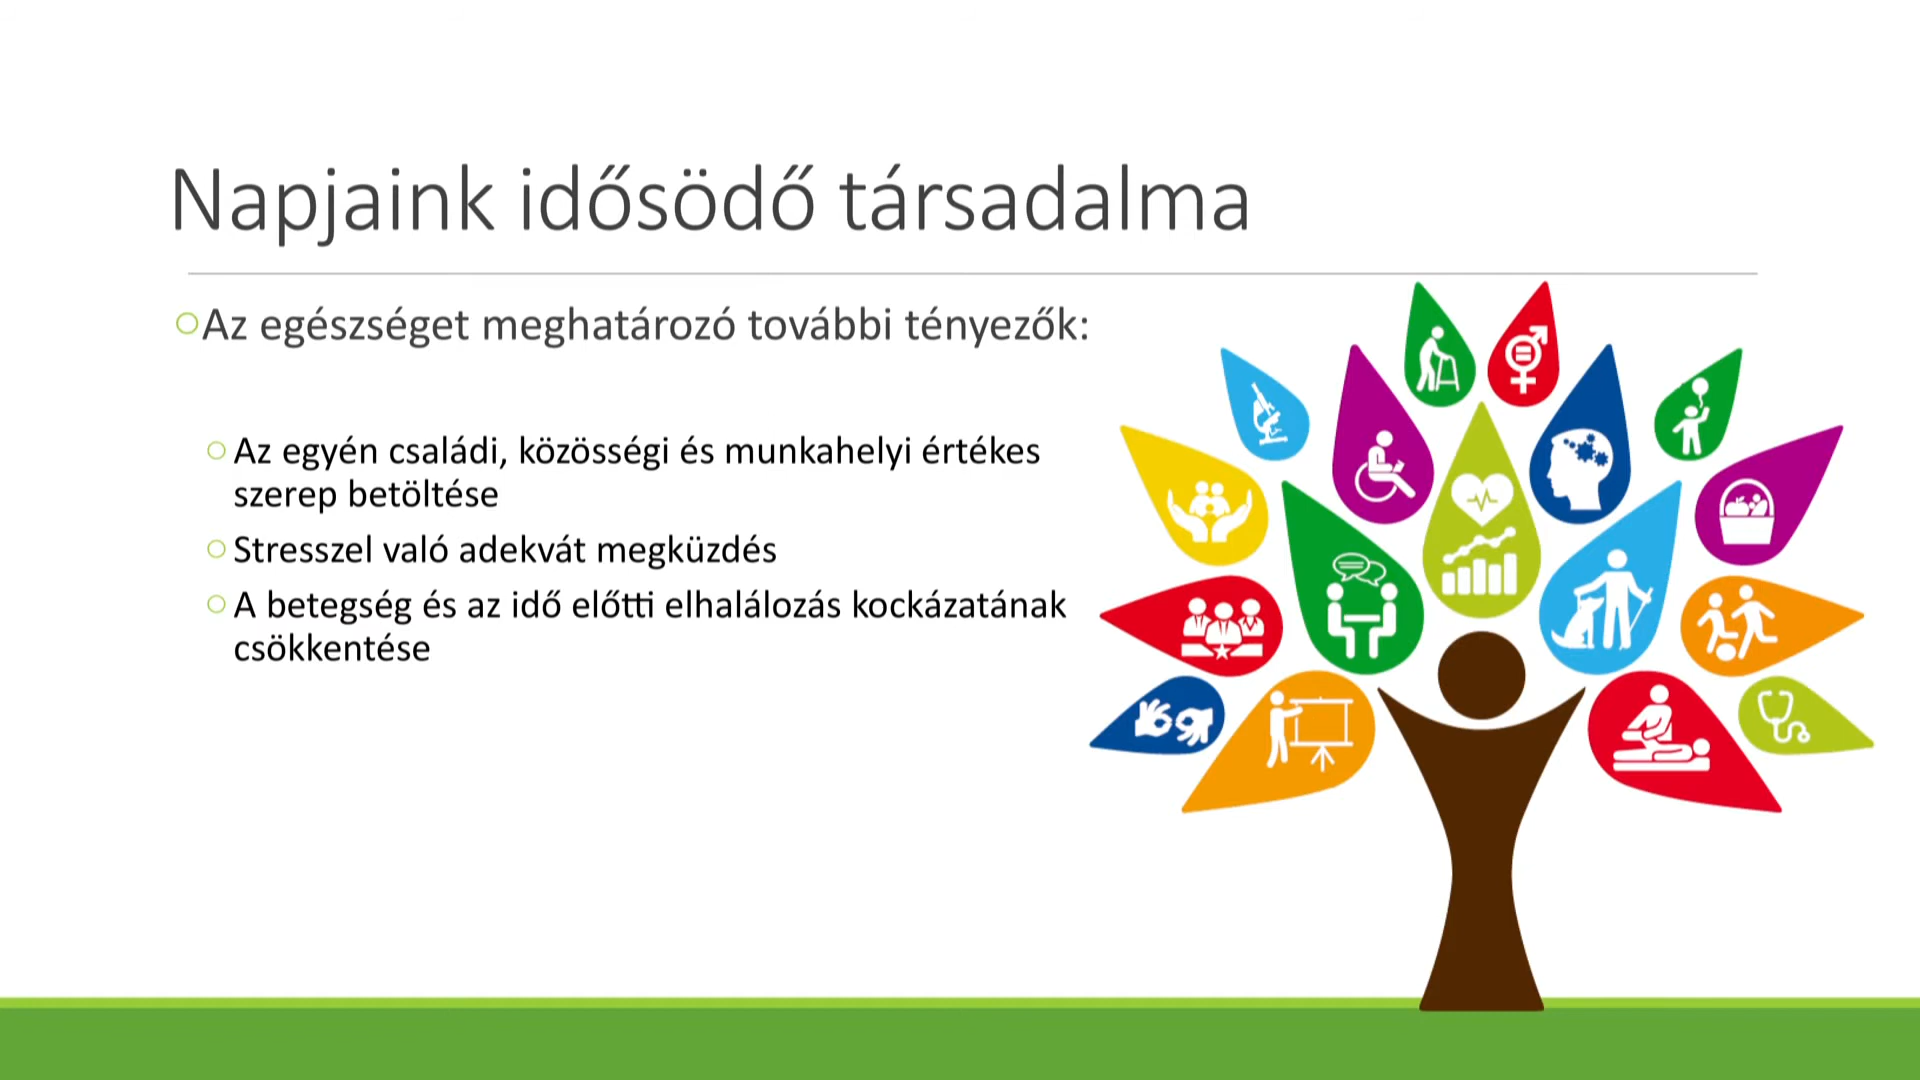 Napjaink idősödő társadalma
Az egészséget meghatározó további tényezők:
Az egyén családi, közösségi és munkahelyi értékes
szerep betöltése
Stresszel való adekvát megküzdés
A betegség és az idő előtti elhalálozás kockázatának
csökkentése